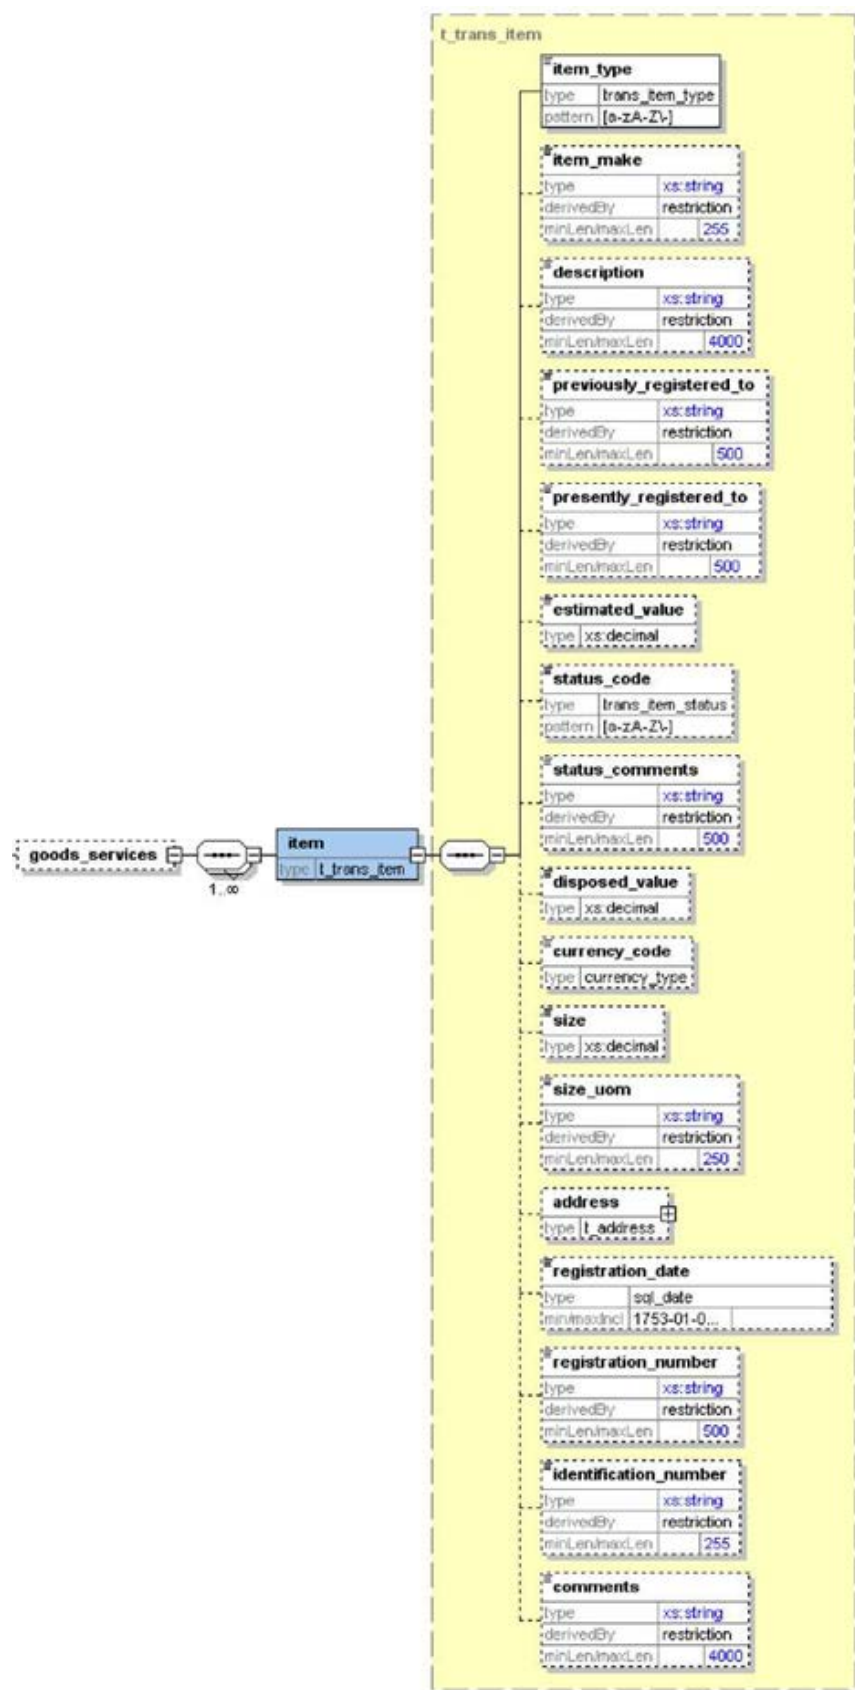 t_trans_item
item_type
type trans_item_type
pattern [a-zA-Z\-]
item_make
type xs:string
derivedBy restriction
minLen/maxLen 255
description
type xs:string
derivedBy restriction
minLen/maxLen 4000
previously_registered_to
type xs:string
derivedBy restriction
minLen/maxLen 500
presently_registered_to
type xs:string
derivedBy restriction
minLen/maxLen 500
estimated_value
type xs:decimal
status_code
type trans_item_status
pattern [a-zA-Z\-]
status_comments
type xs:string
derivedBy restriction
minLen/maxLen 500
goods_services
1..∞
item
type t_trans_item
disposed_value
type xs:decimal
currency_code
type currency_type
size
type xs:decimal
size_uom
type xs:string
derivedBy restriction
minLen/maxLen 250
address
type t_address
registration_date
type sql_date
min/maxIncl 1753-01-0...
registration_number
type xs:string
derivedBy restriction
minLen/maxLen 500
identification_number
type xs:string
derivedBy restriction
minLen/maxLen 255
comments
type xs:string
derivedBy restriction
minLen/maxLen 4000